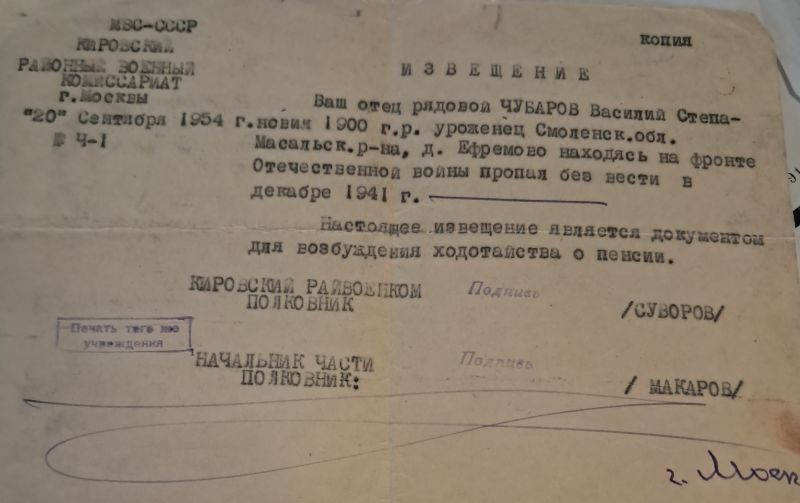 МВС-СССР
КИРОВСКИЙ
РАЙОННЫЙ ВОЕННЫЙ
КОМИССАРИАТ
г.Москвы
"20" Сентября 1954 г.
№ Ч-1
копия
ИЗВЕЩЕНИЕ
Ваш отец рядовой ЧУБАРОВ Василий Степа-
нович 1900 г.р. уроженец Смоленск.обл.
Масальск.р-на, д. Ефремово находясь на фронте
Отечественной войны пропал без вести в
декабре 1941 г.
Настоящее извещение является документом
для возбуждения ходотайства о пенсии.
КИРОВСКИЙ РАЙВОЕНКОМ
ПОЛКОВНИК
Подпись
/СУВОРОВ/
Печать того же
учреждения
НАЧАЛЬНИК ЧАСТИ
ПОЛКОВНИК:
Подпись
/ МАКАРОВ/
г. Моск